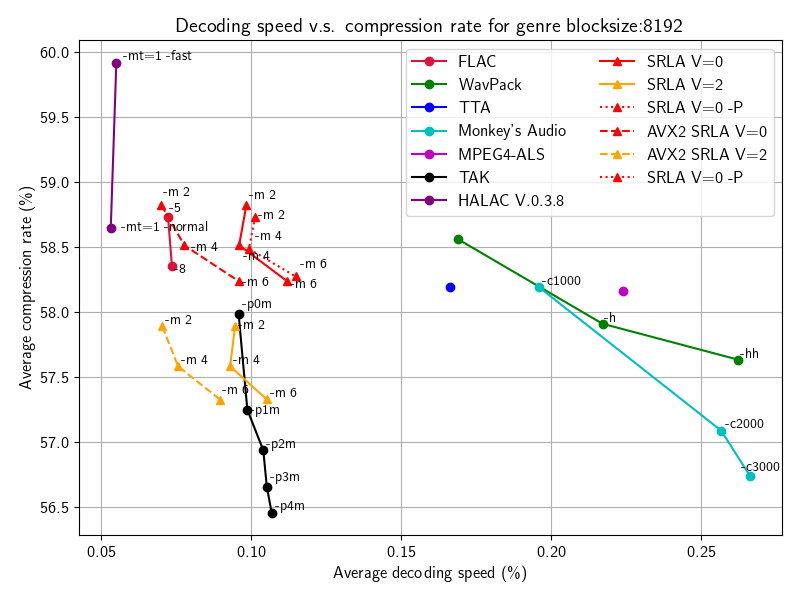 Decoding speed v.s. compression rate for genre blocksize:8192
Average compression rate (%)
60.0
59.5
59.0
58.5
58.0
57.5
57.0
56.5
0.05
0.10
0.15
0.20
0.25
Average decoding speed (%)
FLAC
WavPack
TTA
Monkey's Audio
MPEG4-ALS
TAK
HALAC V.0.3.8
SRLA V=0
SRLA V=2
SRLA V=0 -P
AVX2 SRLA V=0
AVX2 SRLA V=2
SRLA V=0 -P
-mt=1 -fast
-mt=1 -normal
-m 2
-5
-8
-m 4
-m 6
-m 2
-m 2
-m 4
-m 4
-m 6
-m 6
-p0m
-m 2
-m 2
-m 4
-m 4
-m 6
-m 6
-p1m
-p2m
-p3m
-p4m
-c1000
-h
-hh
-c2000
-c3000